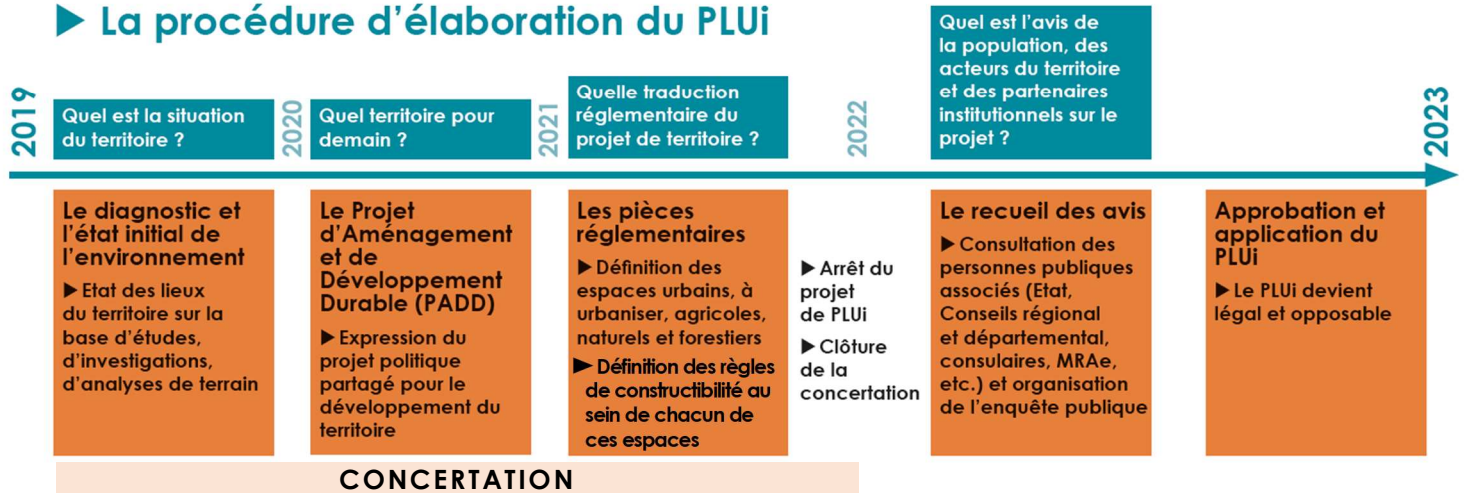 ▶ La procédure d'élaboration du PLUi
2019
Quel est la situation
du territoire ?
2020
Quel territoire pour
demain ?
2021
Quelle traduction
réglementaire du
projet de territoire ?
2022
Quel est l'avis de
la population, des
acteurs du territoire
et des partenaires
institutionnels sur le
projet ?
2023
Le diagnostic et
l'état initial de
l'environnement
▶ Etat des lieux
du territoire sur la
base d'études,
d'investigations,
d'analyses de terrain
Le Projet
d'Aménagement
et de
Développement
Durable (PADD)
▶ Expression du
projet politique
partagé pour le
développement du
territoire
Les pièces
réglementaires
▶ Définition des
espaces urbains, à
urbaniser, agricoles,
naturels et forestiers
▶ Définition des règles
de constructibilité au
sein de chacun de
ces espaces
▶ Arrêt du
projet
de PLUi
▶ Clôture
de la
concertation
Le recueil des avis
▶ Consultation des
personnes publiques
associés (Etat,
Conseils régional
et départemental,
consulaires, MRAe,
etc.) et organisation
de l'enquête publique
Approbation et
application du
PLUi
▶ Le PLUi devient
légal et opposable
CONCERTATION